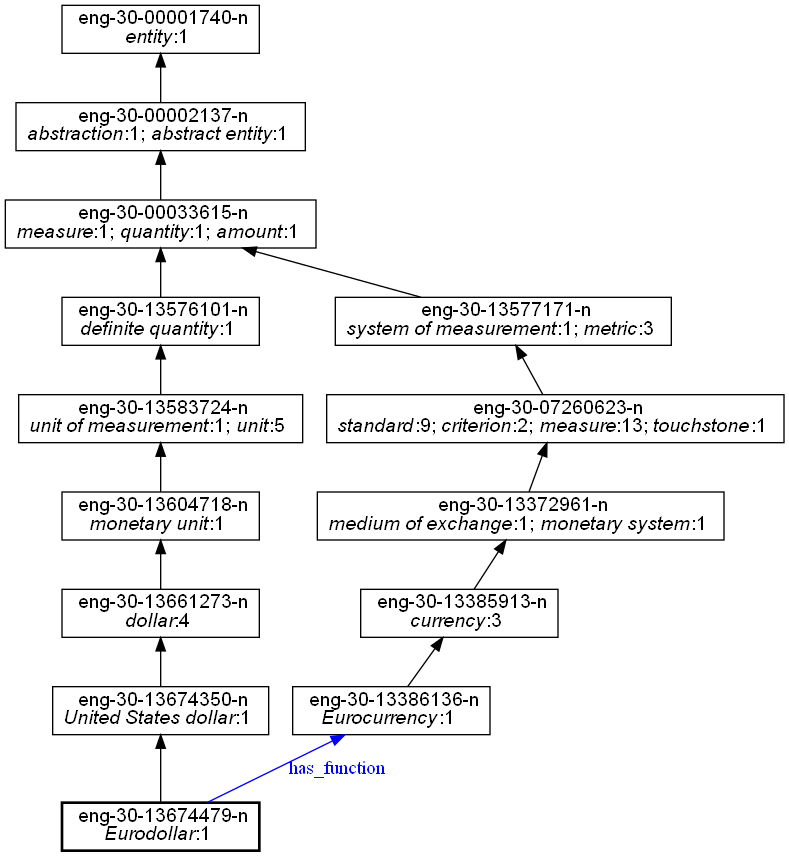 eng-30-00001740-n
entity:1
eng-30-00002137-n
abstraction:1; abstract entity:1
eng-30-00033615-n
measure:1; quantity:1; amount:1
eng-30-13576101-n
definite quantity:1
eng-30-13577171-n
system of measurement:1; metric:3
eng-30-13583724-n
unit of measurement:1; unit:5
eng-30-07260623-n
standard:9; criterion:2; measure:13; touchstone:1
eng-30-13604718-n
monetary unit:1
eng-30-13372961-n
medium of exchange:1; monetary system:1
eng-30-13661273-n
dollar:4
eng-30-13385913-n
currency:3
eng-30-13674350-n
United States dollar:1
eng-30-13386136-n
Eurocurrency:1
has_function
eng-30-13674479-n
Eurodollar:1